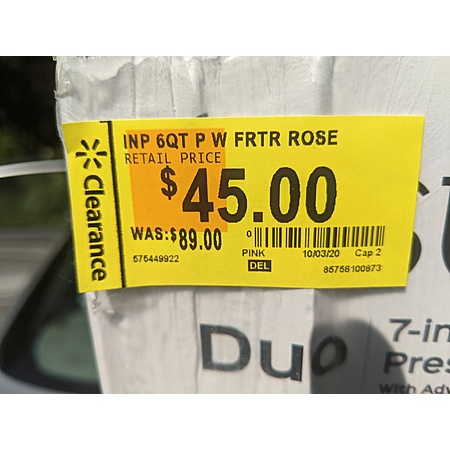 Clearance
INP 6QT P W FRTR ROSE
RETAIL PRICE
$45.00
WAS:$89.00
0
575449922
PINK
10/03/20
Cap 2
DEL
85756100873
Duo
7-in
Pres
With Adv